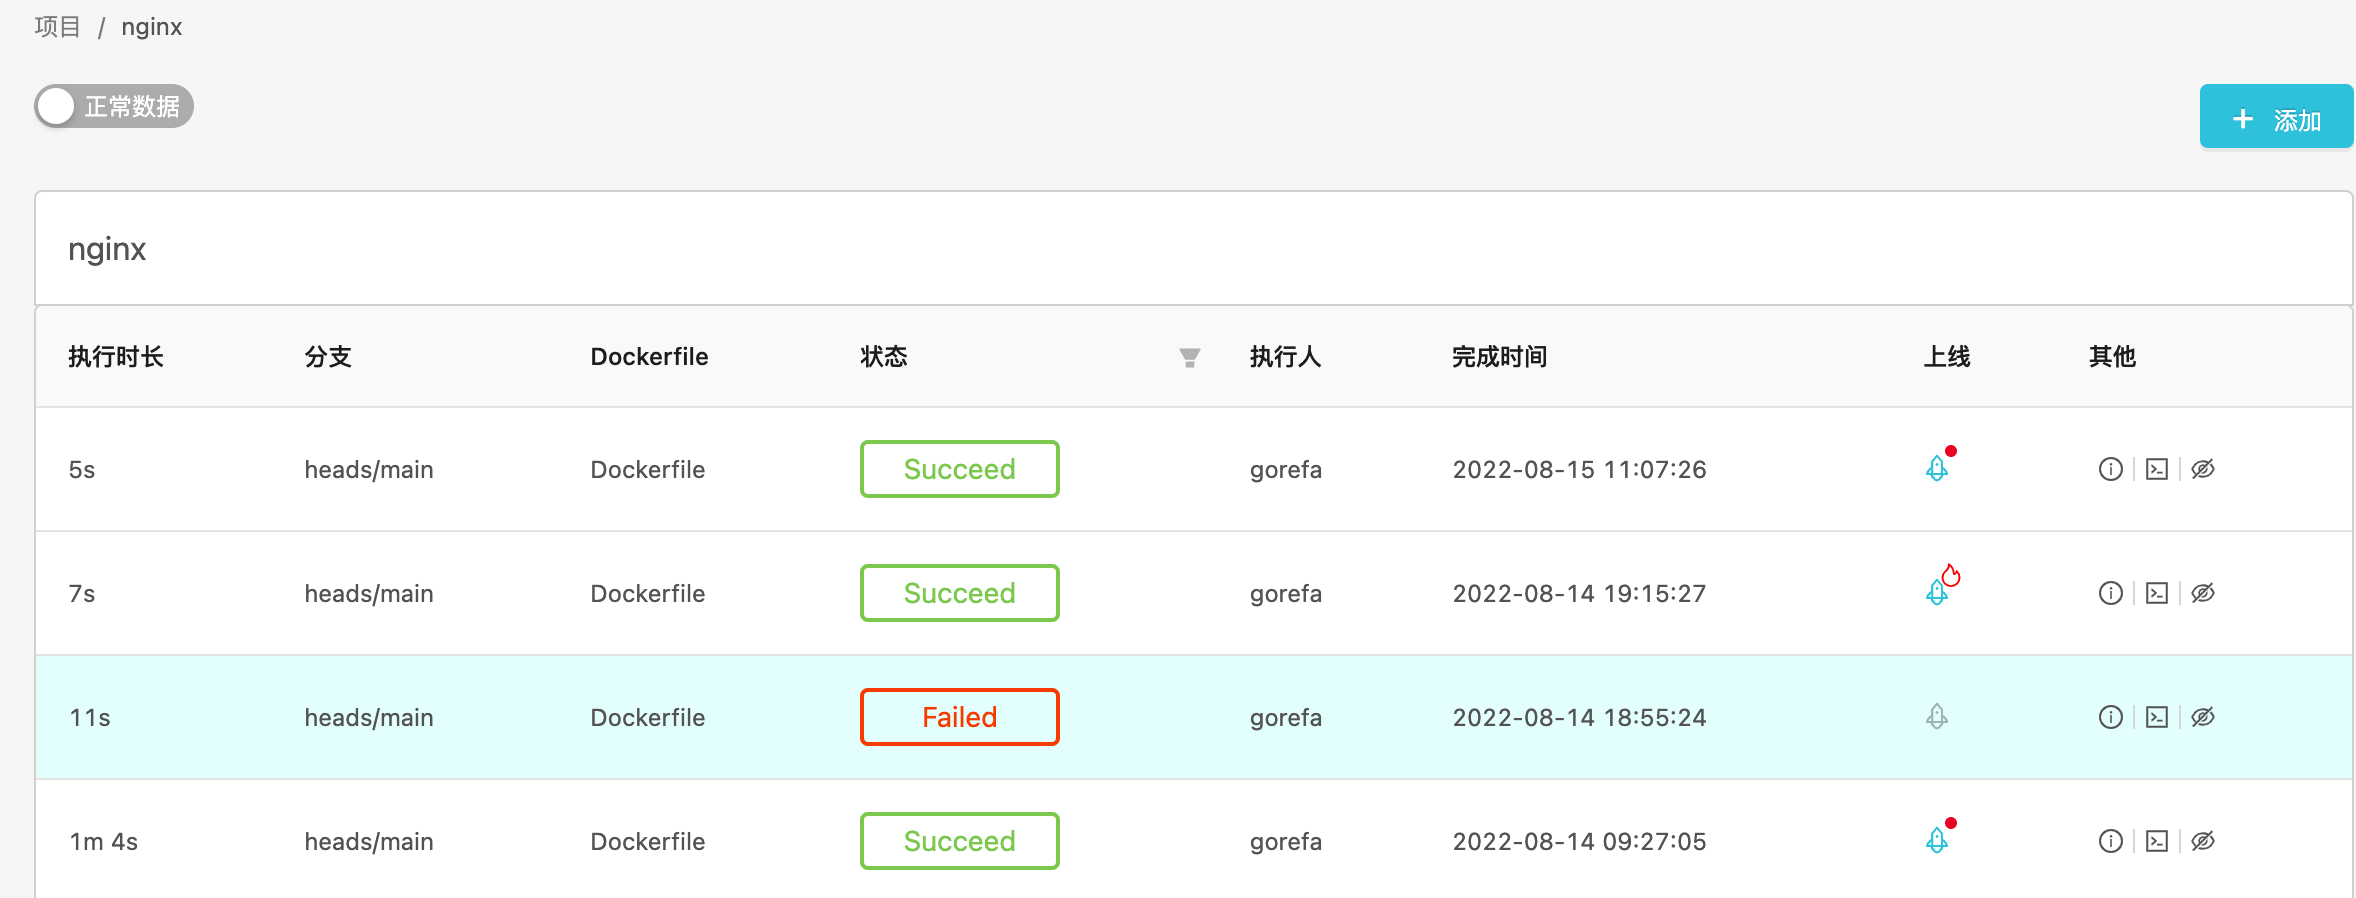 项目 / nginx
正常数据
+ 添加
nginx
执行时长 分支 Dockerfile 状态 执行人 完成时间 上线 其他
5s heads/main Dockerfile Succeed gorefa 2022-08-15 11:07:26
7s heads/main Dockerfile Succeed gorefa 2022-08-14 19:15:27
11s heads/main Dockerfile Failed gorefa 2022-08-14 18:55:24
1m 4s heads/main Dockerfile Succeed gorefa 2022-08-14 09:27:05